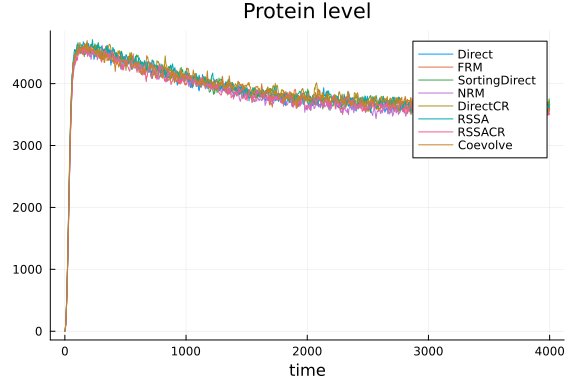 Protein level
4000
3000
2000
1000
0
Direct
FRM
SortingDirect
NRM
DirectCR
RSSA
RSSACR
Coevolve
0
1000
2000
3000
4000
time